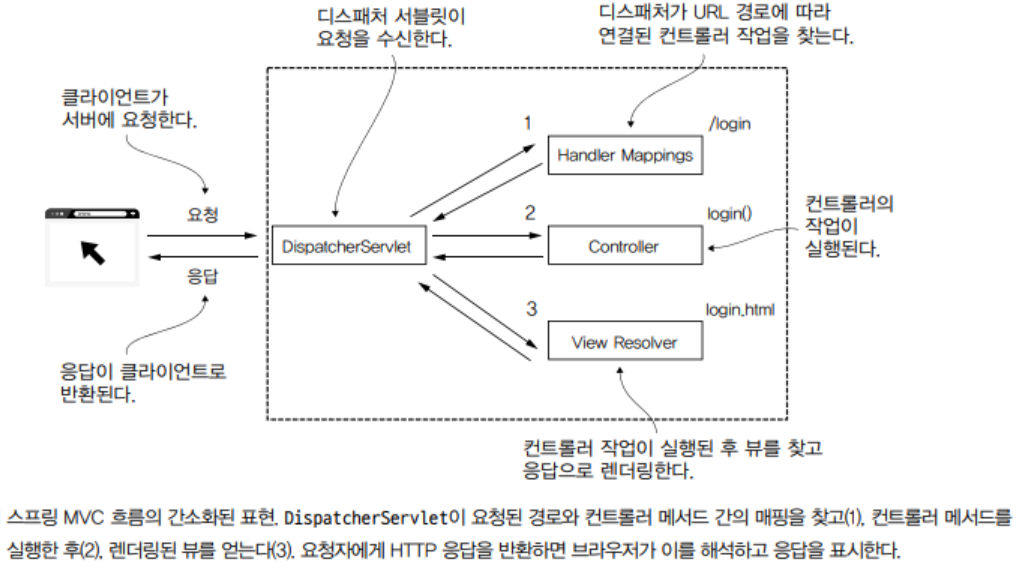 디스패처 서블릿이
요청을 수신한다.
디스패처가 URL 경로에 따라
연결된 컨트롤러 작업을 찾는다.
클라이언트가
서버에 요청한다.
1
/login
Handler Mappings
요청
2
login()
컨트롤러의
작업이
실행된다.
DispatcherServlet
Controller
응답
3
login.html
View Resolver
응답이 클라이언트로
반환된다.
컨트롤러 작업이 실행된 후 뷰를 찾고
응답으로 렌더링한다.
스프링 MVC 흐름의 간소화된 표현. DispatcherServlet이 요청된 경로와 컨트롤러 메서드 간의 매핑을 찾고(1), 컨트롤러 메서드를
실행한 후(2), 렌더링된 뷰를 얻는다(3). 요청자에게 HTTP 응답을 반환하면 브라우저가 이를 해석하고 응답을 표시한다.